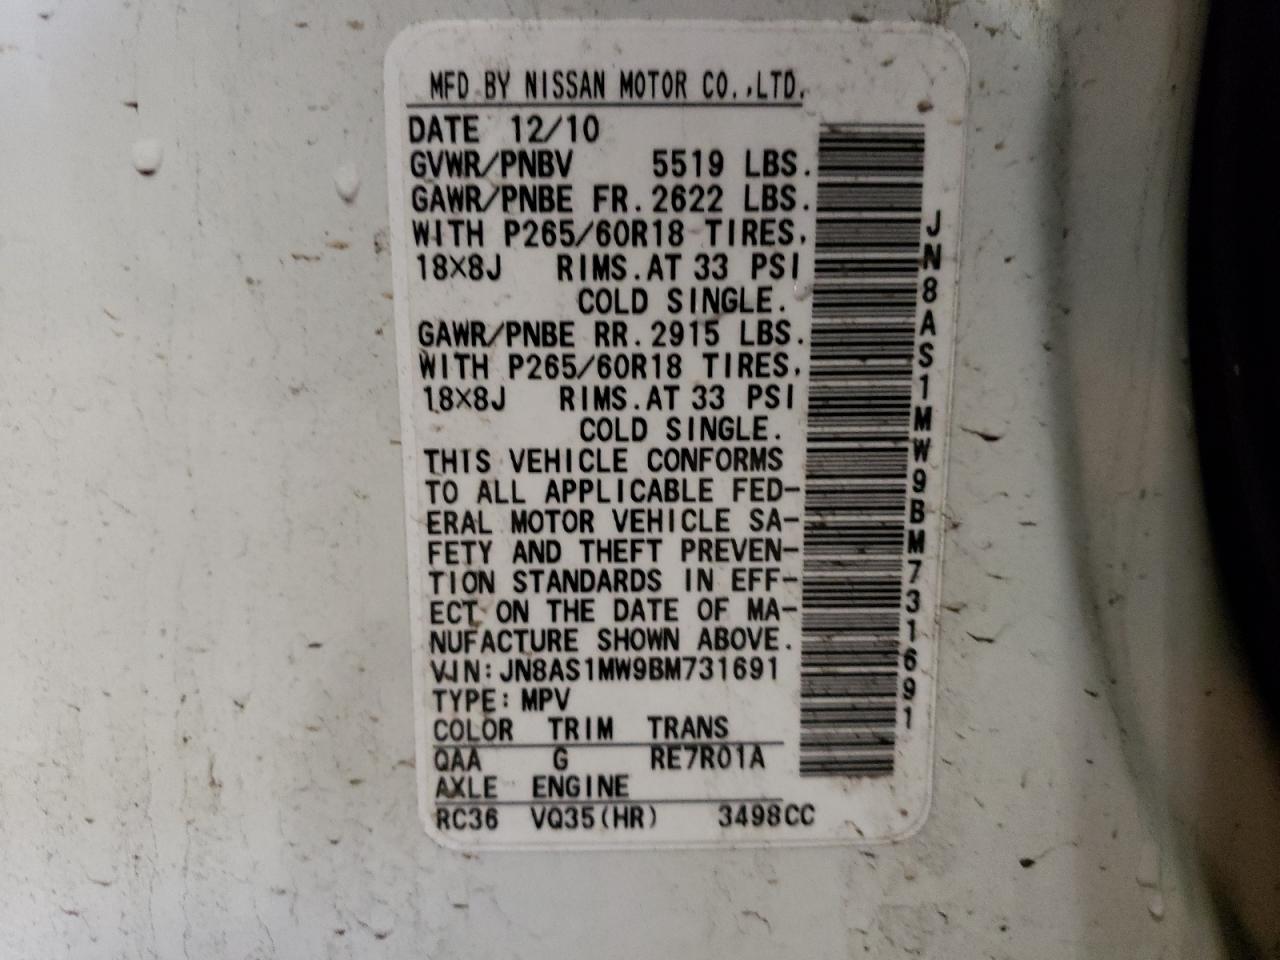 MFD BY NISSAN MOTOR CO.,LTD.
DATE 12/10
GVWR/PNBV 5519 LBS.
GAWR/PNBE FR.2622 LBS.
WITH P265/60R18 TIRES,
18×8J RIMS.AT 33 PSI
COLD SINGLE.
GAWR/PNBE RR.2915 LBS.
WITH P265/60R18 TIRES,
18×8J RIMS.AT 33 PSI
COLD SINGLE.
THIS VEHICLE CONFORMS
TO ALL APPLICABLE FED-
ERAL MOTOR VEHICLE SA-
FETY AND THEFT PREVEN-
TION STANDARDS IN EFF-
ECT ON THE DATE OF MA-
NUFACTURE SHOWN ABOVE.
VIN:JN8AS1MW9BM731691
TYPE:MPV
COLOR TRIM TRANS
QAA G RE7R01A
AXLE ENGINE
RC36 VQ35(HR) 3498CC
JN8AS1MW9BM731691